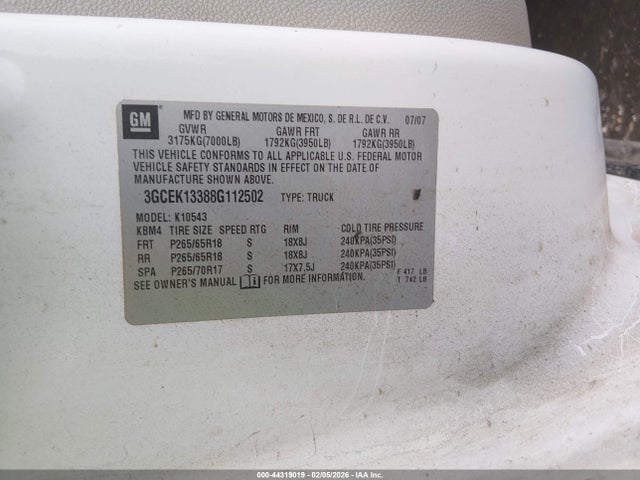 GM
MFD BY GENERAL MOTORS DE MEXICO, S. DE R.L. DE C.V. 07/07
GVWR GAWR FRT GAWR RR
3175KG(7000LB) 1792KG(3950LB) 1792KG(3950LB)
THIS VEHICLE CONFORMS TO ALL APPLICABLE U.S. FEDERAL MOTOR
VEHICLE SAFETY STANDARDS IN EFFECT ON THE DATE OF
MANUFACTURE SHOWN ABOVE.
3GCEK13388G112502 TYPE: TRUCK
MODEL: K10543
KBM4 TIRE SIZE SPEED RTG RIM COLD TIRE PRESSURE
FRT P265/65R18 S 18X8J 240KPA(35PSI)
RR P265/65R18 S 18X8J 240KPA(35PSI)
SPA P265/70R17 S 17X7.5J 240KPA(35PSI)
SEE OWNER'S MANUAL FOR MORE INFORMATION.
F 417 LB
T 742 LB
000-44319019 - 02/05/2026 - IAA Inc.